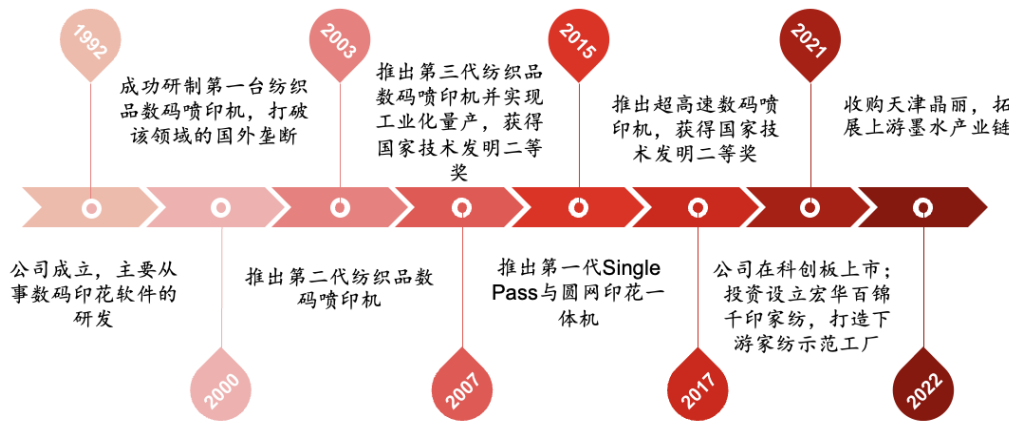 1992
2003
2015
2021
成功研制第一台纺织
品数码喷印机，打破
该领域的国外垄断
推出第三代纺织品
数码喷印机并实现
工业化量产，获得
国家技术发明二等
奖
推出超高速数码喷
印机，获得国家技
术发明二等奖
收购天津晶丽，拓
展上游墨水产业链
公司成立，主要从
事数码印花软件的
研发
推出第二代纺织品数
码喷印机
推出第一代Single
Pass与圆网印花一
体机
公司在科创板上市；
投资设立宏华百锦
千印家纺，打造下
游家纺示范工厂
2000
2007
2017
2022